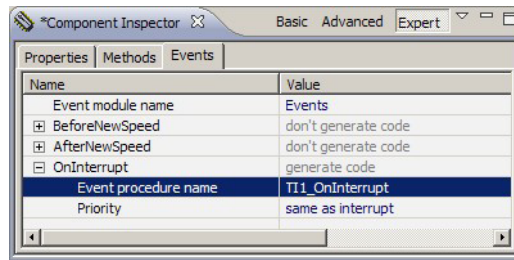 *Component Inspector Basic Advanced Expert
Properties Methods Events
Name Value
Event module name Events
BeforeNewSpeed don't generate code
AfterNewSpeed don't generate code
OnInterrupt generate code
Event procedure name TI1_OnInterrupt
Priority same as interrupt